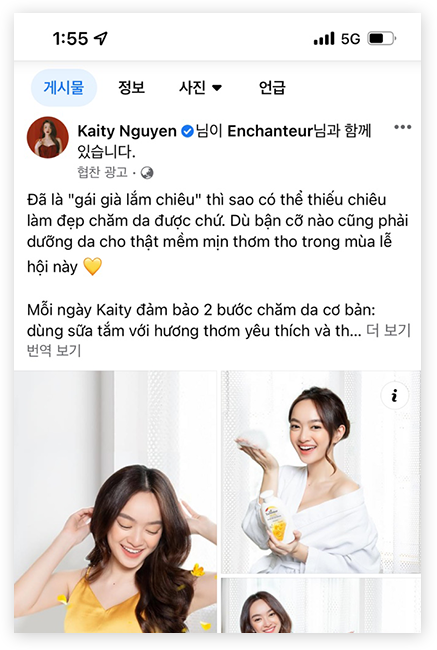 1:55 5G
게시물 정보 사진 언급
Kaity Nguyen 님이 Enchanteur님과 함께
있습니다.
협찬 광고 ·
Đã là "gái già lắm chiêu" thì sao có thể thiếu chiêu
làm đẹp chăm da được chứ. Dù bận cỡ nào cũng phải
dưỡng da cho thật mềm mịn thơm tho trong mùa lễ
hội này 💛
Mỗi ngày Kaity đảm bảo 2 bước chăm da cơ bản:
dùng sữa tắm với hương thơm yêu thích và th... 더 보기
번역 보기
i